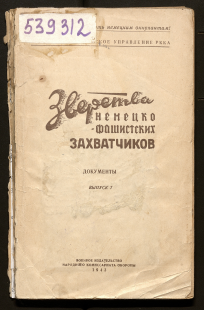 539312
немецким оккупантам!
УПРАВЛЕНИЕ РККА
Зверства
НЕМЕЦКО
-ФАШИСТСКИХ
ЗАХВАТЧИКОВ
ДОКУМЕНТЫ
ВЫПУСК
ВОЕННОЕ ИЗДАТЕЛЬСТВО
НАРОДНОГО КОМИССАРИАТА ОБОРОНЫ